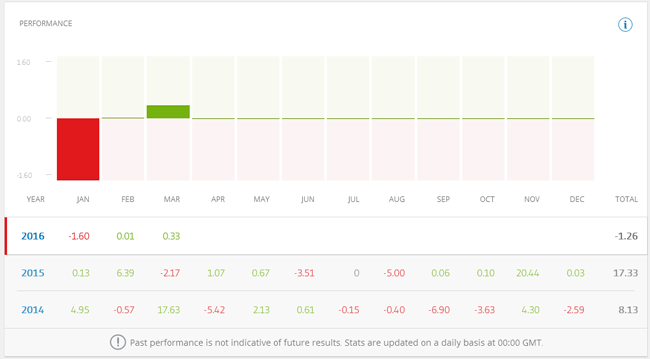 PERFORMANCE
1.60
0.00
-1.60
YEAR JAN FEB MAR APR MAY JUN JUL AUG SEP OCT NOV DEC TOTAL
2016 -1.60 0.01 0.33 -1.26
2015 0.13 6.39 -2.17 1.07 0.67 -3.51 0 -5.00 0.06 0.10 20.44 0.03 17.33
2014 4.95 -0.57 17.63 -5.42 2.13 0.61 -0.15 -0.40 -6.90 -3.63 4.30 -2.59 8.13
Past performance is not indicative of future results. Stats are updated on a daily basis at 00:00 GMT.